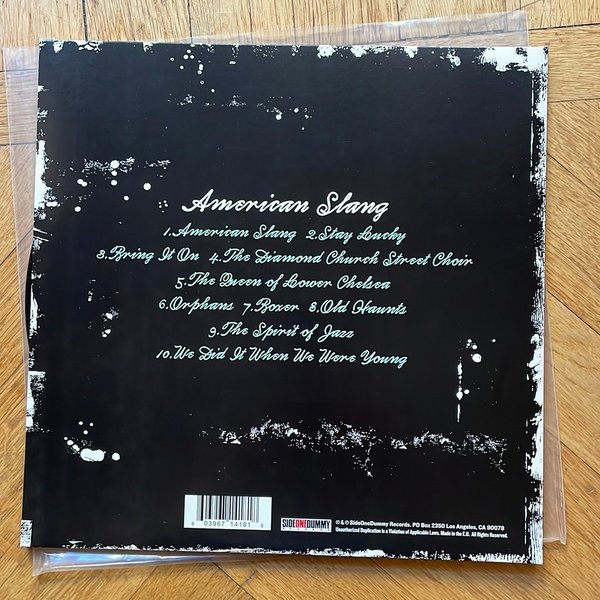 American Slang
1. American Slang 2. Stay Lucky
3. Bring It On 4. The Diamond Church Street Choir
5. The Queen of Lower Chelsea
6. Orphans 7. Boxer 8. Old Haunts
9. The Spirit of Jazz
10. We Did It When We Were Young
6 03967 14181 8
SIDEONEDUMMY
℗ & © SideOneDummy Records. PO Box 2350 Los Angeles, CA 90078
Unauthorized Duplication is a Violation of Applicable Laws. Made in the E.U. All Rights Reserved.